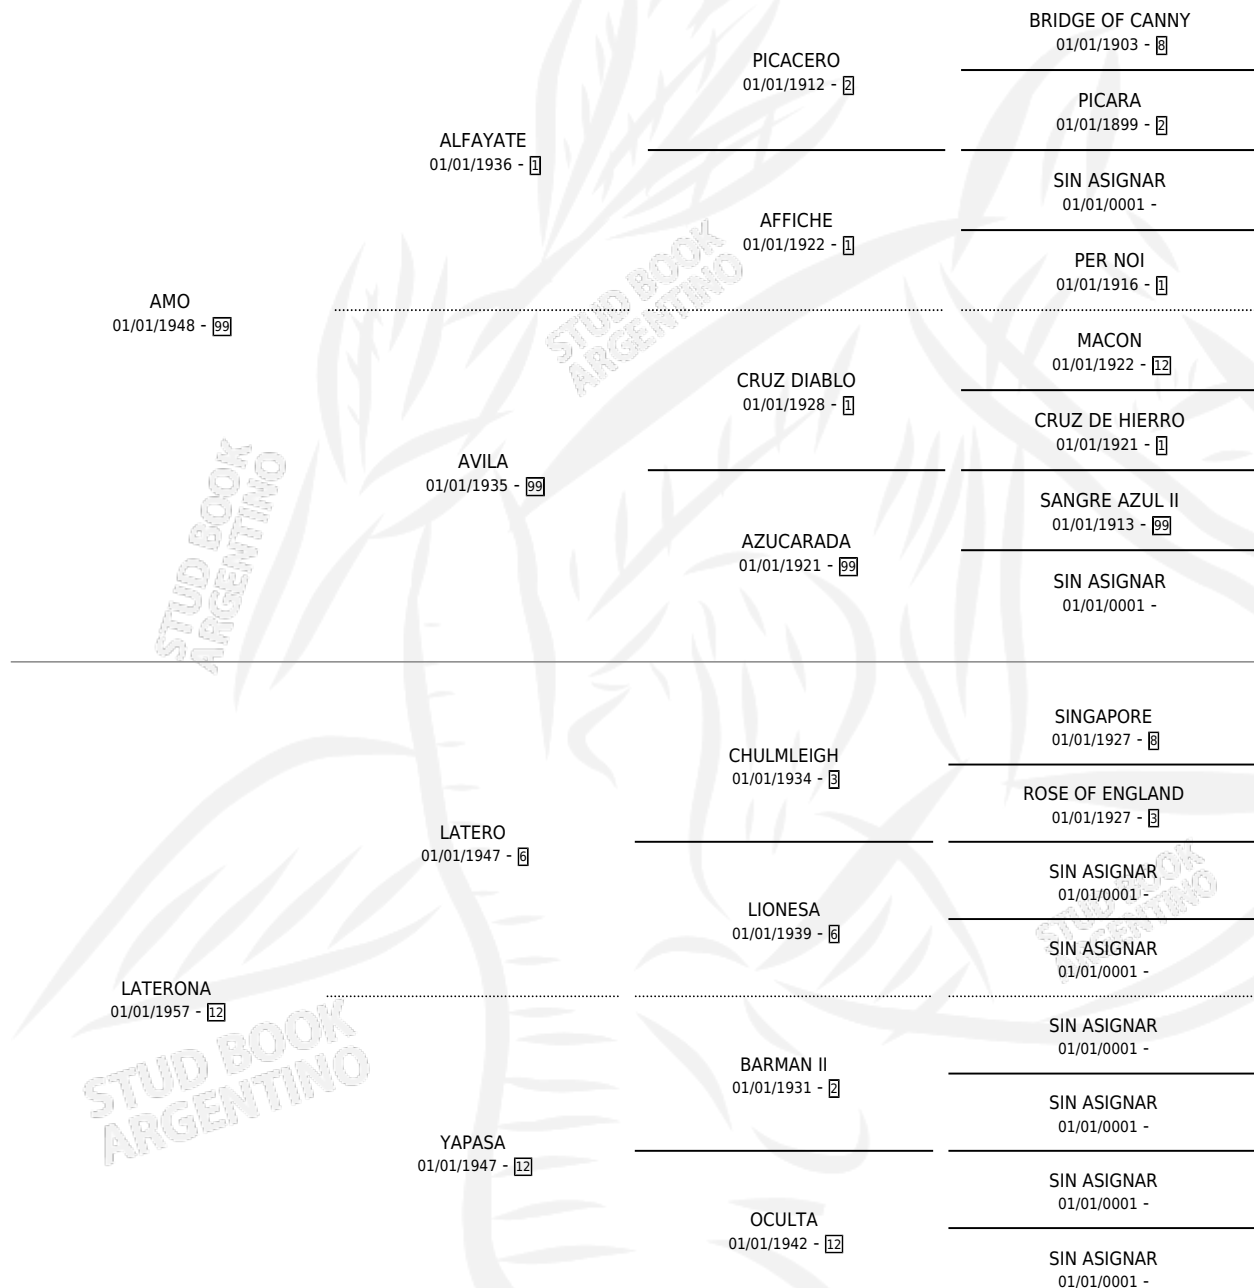 BRIDGE OF CANNY
01/01/1903 - 8
PICACERO
01/01/1912 - 2
PICARA
01/01/1899 - 2
ALFAYATE
01/01/1936 - 1
SIN ASIGNAR
01/01/0001 -
AFFICHE
01/01/1922 - 1
PER NOI
01/01/1916 - 1
AMO
01/01/1948 - 99
MACON
01/01/1922 - 12
CRUZ DIABLO
01/01/1928 - 1
CRUZ DE HIERRO
01/01/1921 - 1
AVILA
01/01/1935 - 99
SANGRE AZUL II
01/01/1913 - 99
AZUCARADA
01/01/1921 - 99
SIN ASIGNAR
01/01/0001 -
SINGAPORE
01/01/1927 - 8
CHULMLEIGH
01/01/1934 - 3
ROSE OF ENGLAND
01/01/1927 - 3
LATERO
01/01/1947 - 6
SIN ASIGNAR
01/01/0001 -
LIONESA
01/01/1939 - 6
SIN ASIGNAR
01/01/0001 -
LATERONA
01/01/1957 - 12
SIN ASIGNAR
01/01/0001 -
BARMAN II
01/01/1931 - 2
SIN ASIGNAR
01/01/0001 -
YAPASA
01/01/1947 - 12
SIN ASIGNAR
01/01/0001 -
OCULTA
01/01/1942 - 12
SIN ASIGNAR
01/01/0001 -
STUD BOOK
ARGENTINO
STUD BOOK
ARGENTINO
STUD BOOK
ARGENTINO
STUD BOOK
ARGENTINO